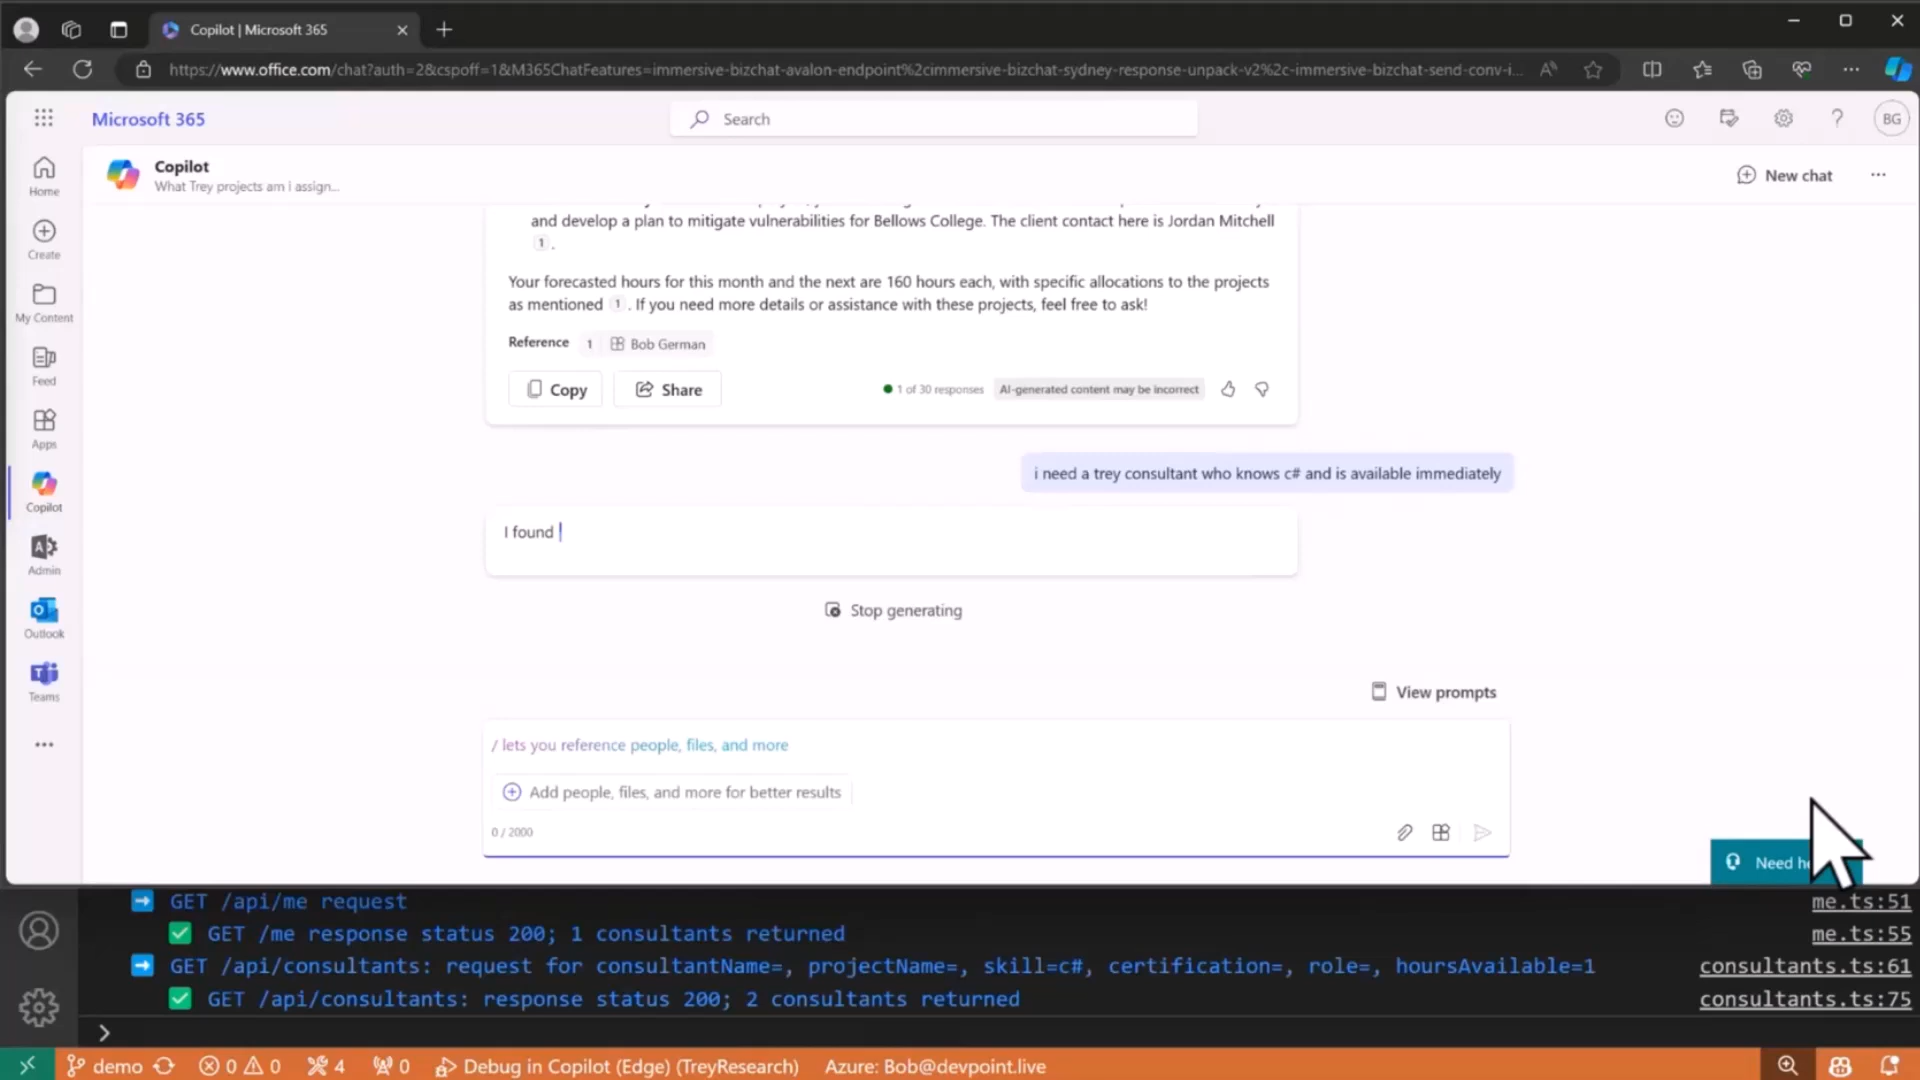 Copilot | Microsoft 365
https://www.office.com/chat?auth=2&cspoff=1&M365ChatFeatures=immersive-bizchat-avalon-endpoint%2cimmersive-bizchat-sydney-response-unpack-v2%2c-immersive-bizchat-send-conv-i...
Microsoft 365
Search
BG
Copilot
What Trey projects am i assign...
New chat
Home
Create
My Content
Feed
Apps
Copilot
Admin
Outlook
Teams
and develop a plan to mitigate vulnerabilities for Bellows College. The client contact here is Jordan Mitchell
1 .
Your forecasted hours for this month and the next are 160 hours each, with specific allocations to the projects
as mentioned 1 . If you need more details or assistance with these projects, feel free to ask!
Reference 1 Bob German
Copy Share 1 of 30 responses AI-generated content may be incorrect
i need a trey consultant who knows c# and is available immediately
I found
Stop generating
View prompts
/ lets you reference people, files, and more
Add people, files, and more for better results
0 / 2000
Need
GET /api/me request me.ts:51
GET /me response status 200; 1 consultants returned me.ts:55
GET /api/consultants: request for consultantName=, projectName=, skill=c#, certification=, role=, hoursAvailable=1 consultants.ts:61
GET /api/consultants: response status 200; 2 consultants returned consultants.ts:75
demo 0 0 4 0 Debug in Copilot (Edge) (TreyResearch) Azure: Bob@devpoint.live